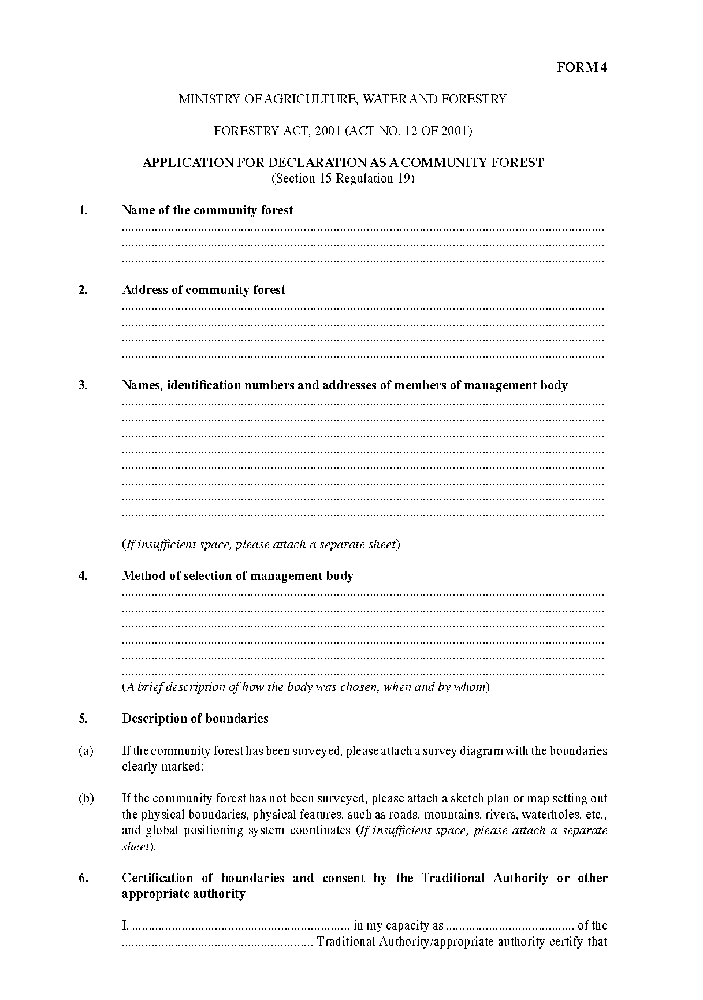 FORM 4
MINISTRY OF AGRICULTURE, WATER AND FORESTRY
FORESTRY ACT, 2001 (ACT NO. 12 OF 2001)
APPLICATION FOR DECLARATION AS A COMMUNITY FOREST
(Section 15 Regulation 19)
1. Name of the community forest
..................................................................................................................................................
..................................................................................................................................................
..................................................................................................................................................
2. Address of community forest
..................................................................................................................................................
..................................................................................................................................................
..................................................................................................................................................
..................................................................................................................................................
3. Names, identification numbers and addresses of members of management body
..................................................................................................................................................
..................................................................................................................................................
..................................................................................................................................................
..................................................................................................................................................
..................................................................................................................................................
..................................................................................................................................................
..................................................................................................................................................
..................................................................................................................................................
(If insufficient space, please attach a separate sheet)
4. Method of selection of management body
..................................................................................................................................................
..................................................................................................................................................
..................................................................................................................................................
..................................................................................................................................................
..................................................................................................................................................
..................................................................................................................................................
(A brief description of how the body was chosen, when and by whom)
5. Description of boundaries
(a) If the community forest has been surveyed, please attach a survey diagram with the boundaries
clearly marked;
(b) If the community forest has not been surveyed, please attach a sketch plan or map setting out
the physical boundaries, physical features, such as roads, mountains, rivers, waterholes, etc.,
and global positioning system coordinates (If insufficient space, please attach a separate
sheet).
6. Certification of boundaries and consent by the Traditional Authority or other
appropriate authority
I, .................................................................. in my capacity as ....................................... of the
.......................................................... Traditional Authority/appropriate authority certify that